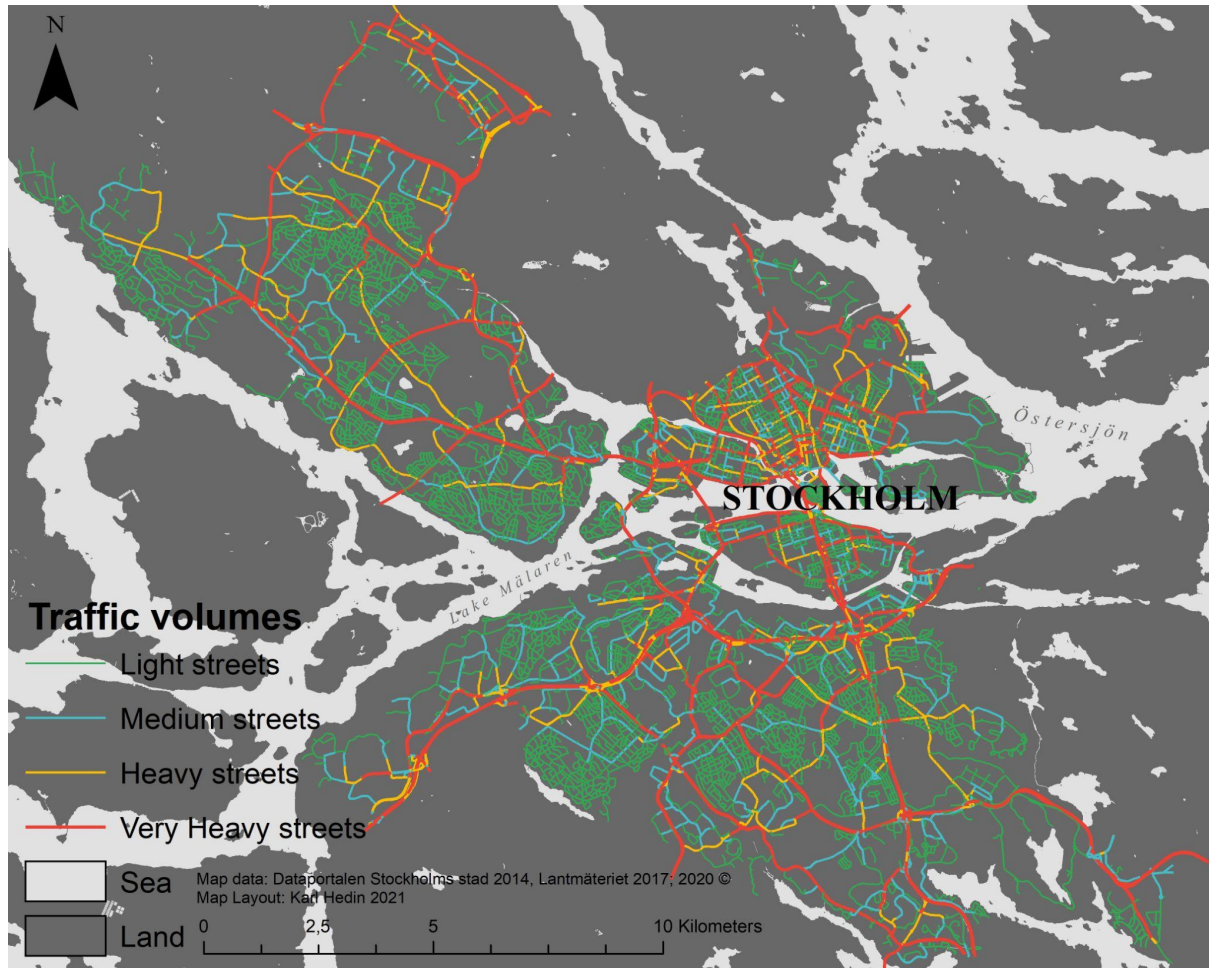 N
Östersjön
STOCKHOLM
Lake Mälaren
Traffic volumes
Light streets
Medium streets
Heavy streets
Very Heavy streets
Sea
Land
Map data: Dataportalen Stockholms stad 2014, Lantmäteriet 2017; 2020 ©
Map Layout: Karl Hedin 2021
0 2,5 5 10 Kilometers